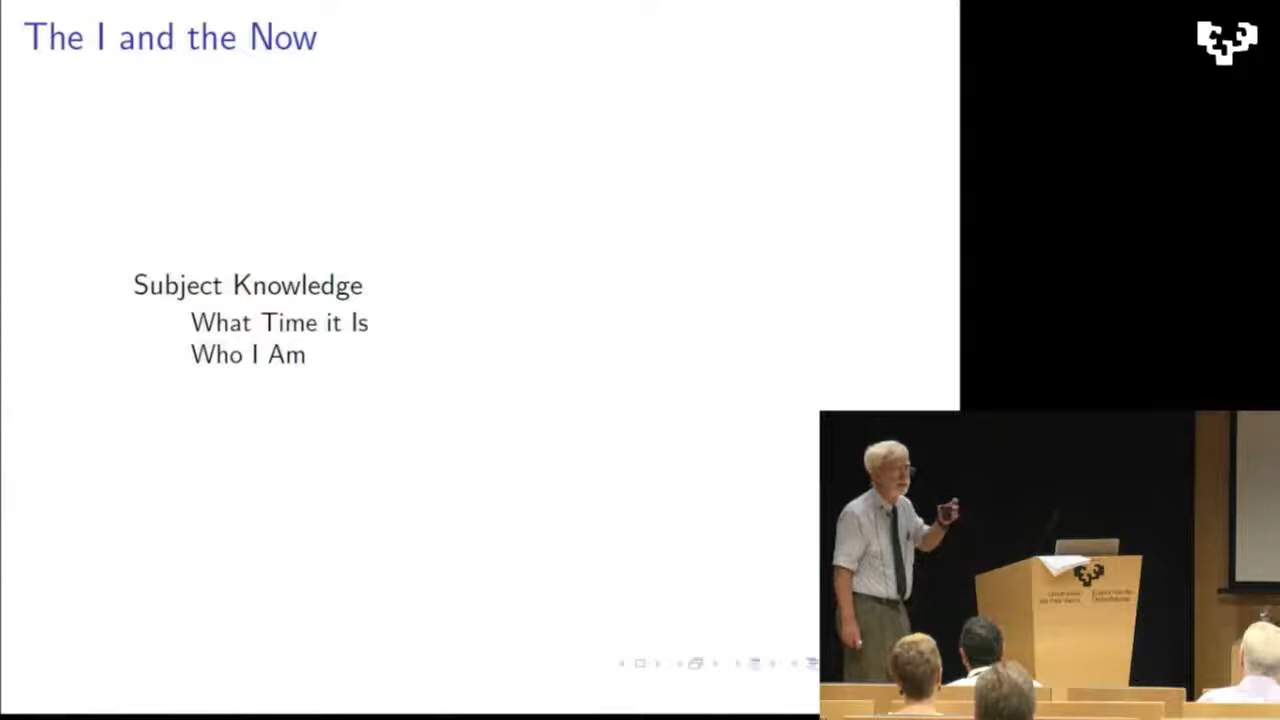 The I and the Now
Subject Knowledge
What Time it Is
Who I Am